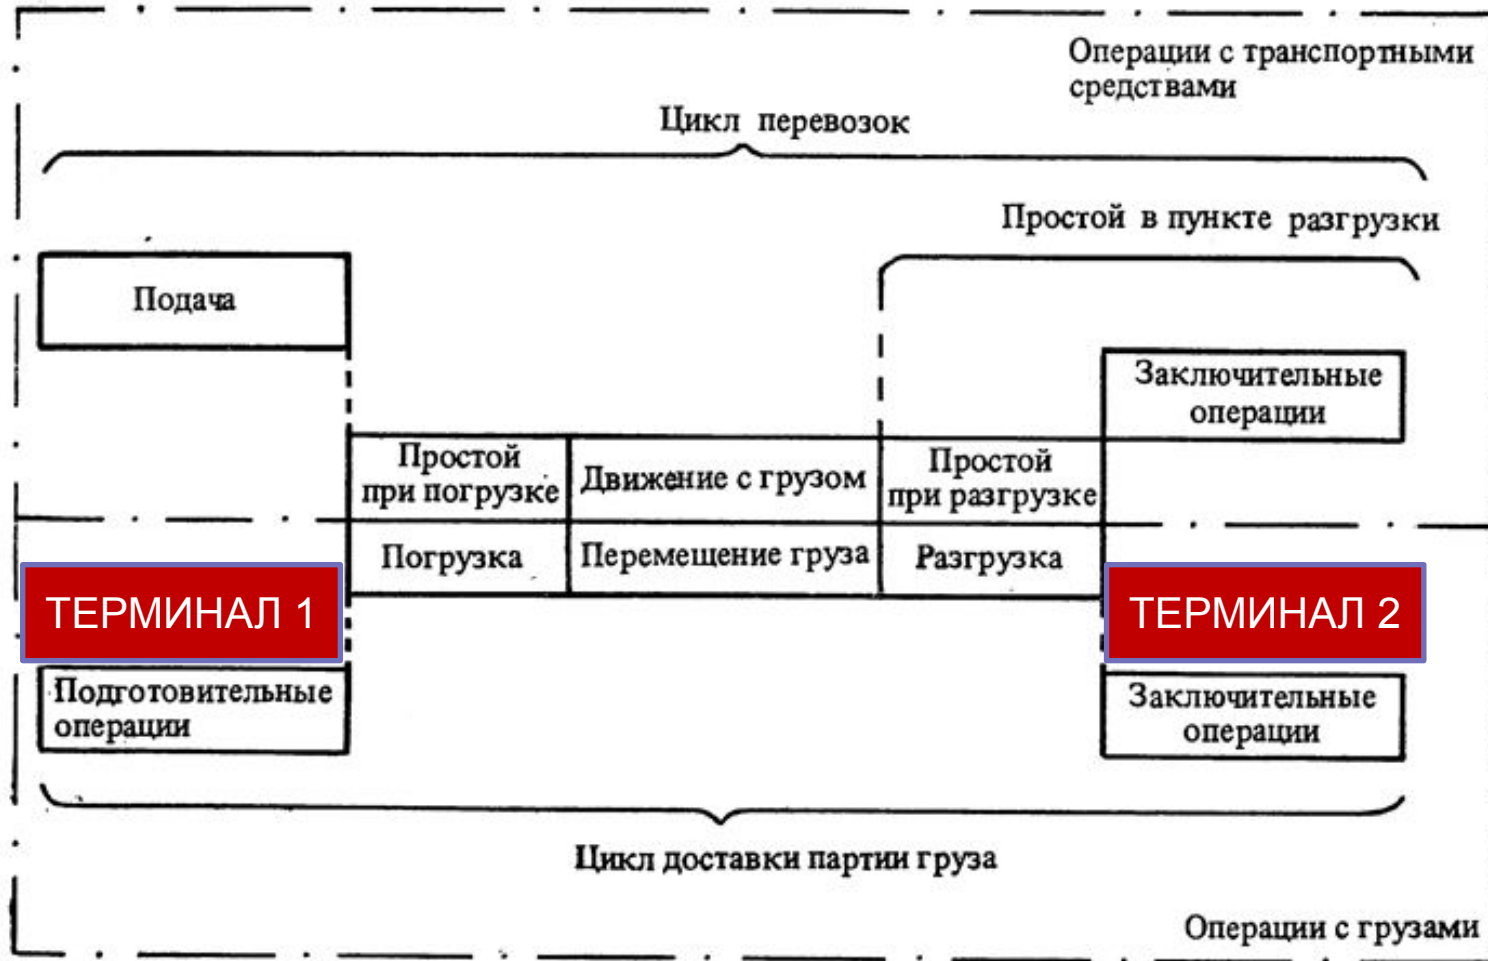 Операции с транспортными
средствами
Цикл перевозок
Простой в пункте разгрузки
Подача
Заключительные
операции
Простой
при погрузке
Движение с грузом
Простой
при разгрузке
Погрузка
Перемещение груза
Разгрузка
ТЕРМИНАЛ 1
ТЕРМИНАЛ 2
Подготовительные
операции
Заключительные
операции
Цикл доставки партии груза
Операции с грузами